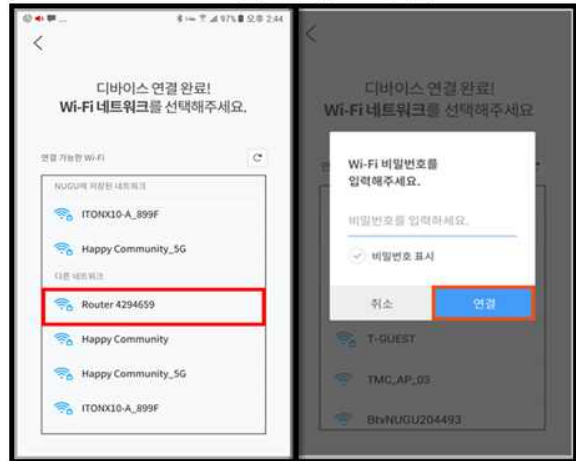 97% 오후 2:44
디바이스 연결 완료!
Wi-Fi 네트워크를 선택해주세요.
연결 가능한 Wi-Fi
NUGU에 저장된 네트워크
ITONX10-A_899F
Happy Community_5G
다른 네트워크
Router 4294659
Happy Community
Happy Community_5G
ITONX10-A_899F
디바이스 연결 완료!
Wi-Fi 네트워크를 선택해주세요
Wi-Fi 비밀번호를
입력해주세요.
비밀번호를 입력하세요.
비밀번호 표시
취소
연결
T-GUEST
TMC_AP_03
BtvNUGU204493